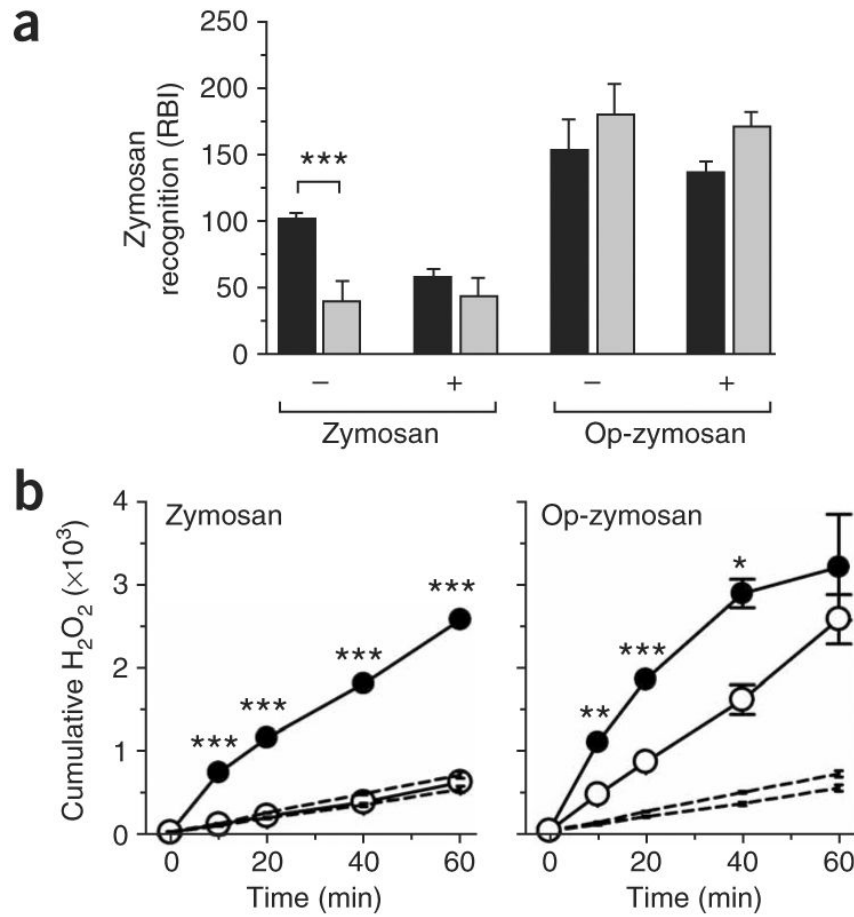 a
250
200
150
100
50
0
Zymosan
recognition (RBI)
***
− + − +
Zymosan Op-zymosan
b
4
3
2
1
0
Cumulative H₂O₂ (×10³)
Zymosan
***
***
***
***
0 20 40 60
Time (min)
Op-zymosan
*
***
**
0 20 40 60
Time (min)